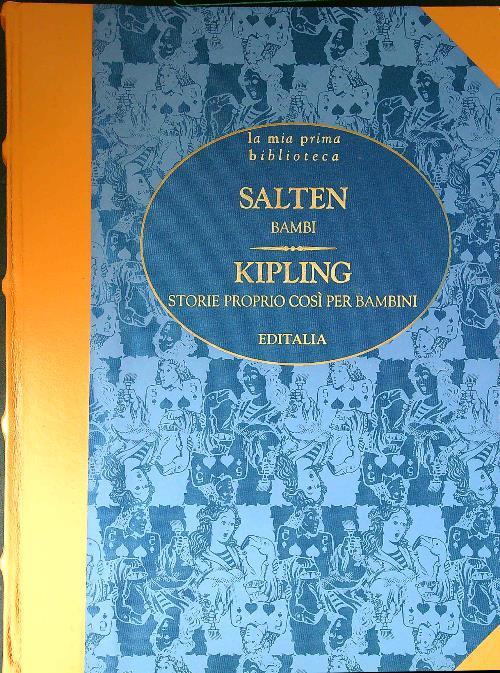 la mia prima
biblioteca
SALTEN
BAMBI
KIPLING
STORIE PROPRIO COSÌ PER BAMBINI
EDITALIA